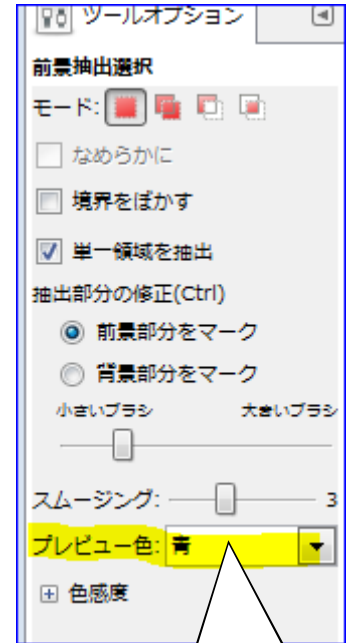 ツールオプション
前景抽出選択
モード:
なめらかに
境界をぼかす
単一領域を抽出
抽出部分の修正(Ctrl)
前景部分をマーク
背景部分をマーク
小さいブラシ 大きいブラシ
スムージング: 3
プレビュー色: 青
色感度